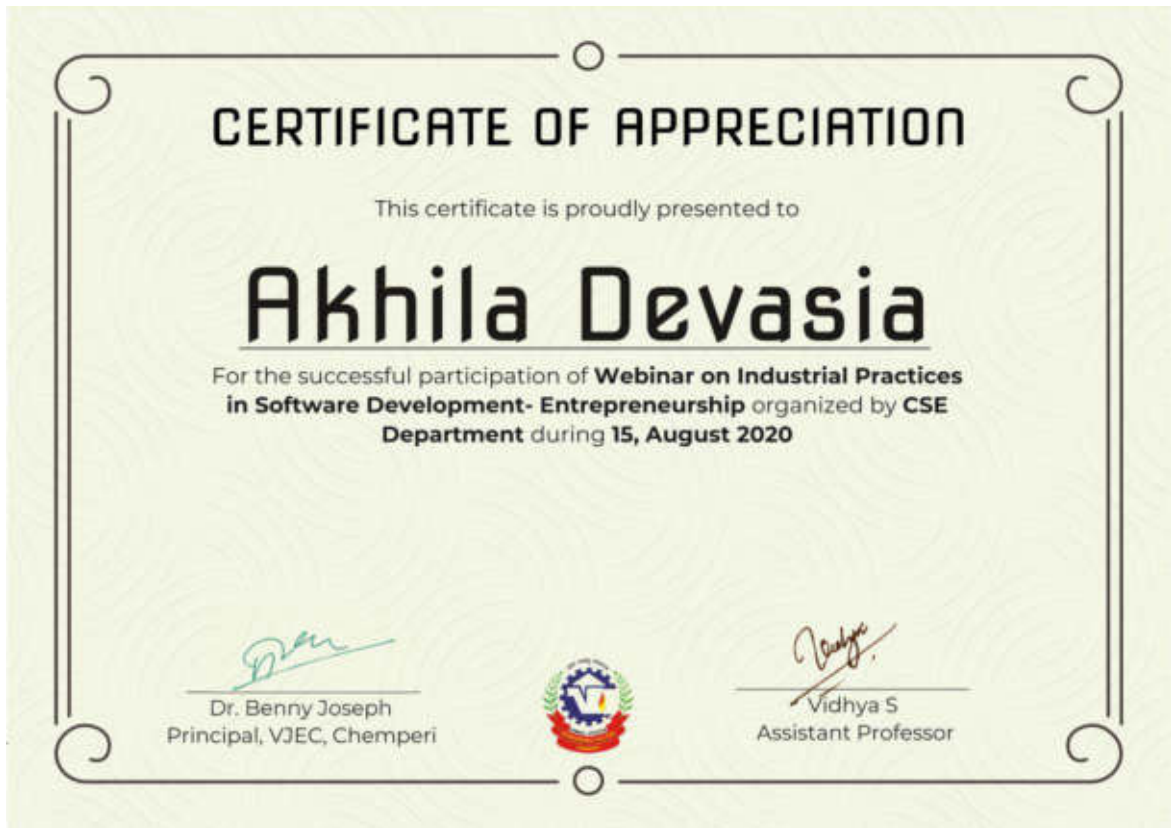 CERTIFICATE OF APPRECIATION
This certificate is proudly presented to
Akhila Devasia
For the successful participation of Webinar on Industrial Practices
in Software Development- Entrepreneurship organized by CSE
Department during 15, August 2020
Dr. Benny Joseph
Principal, VJEC, Chemperi
Vidhya S
Assistant Professor